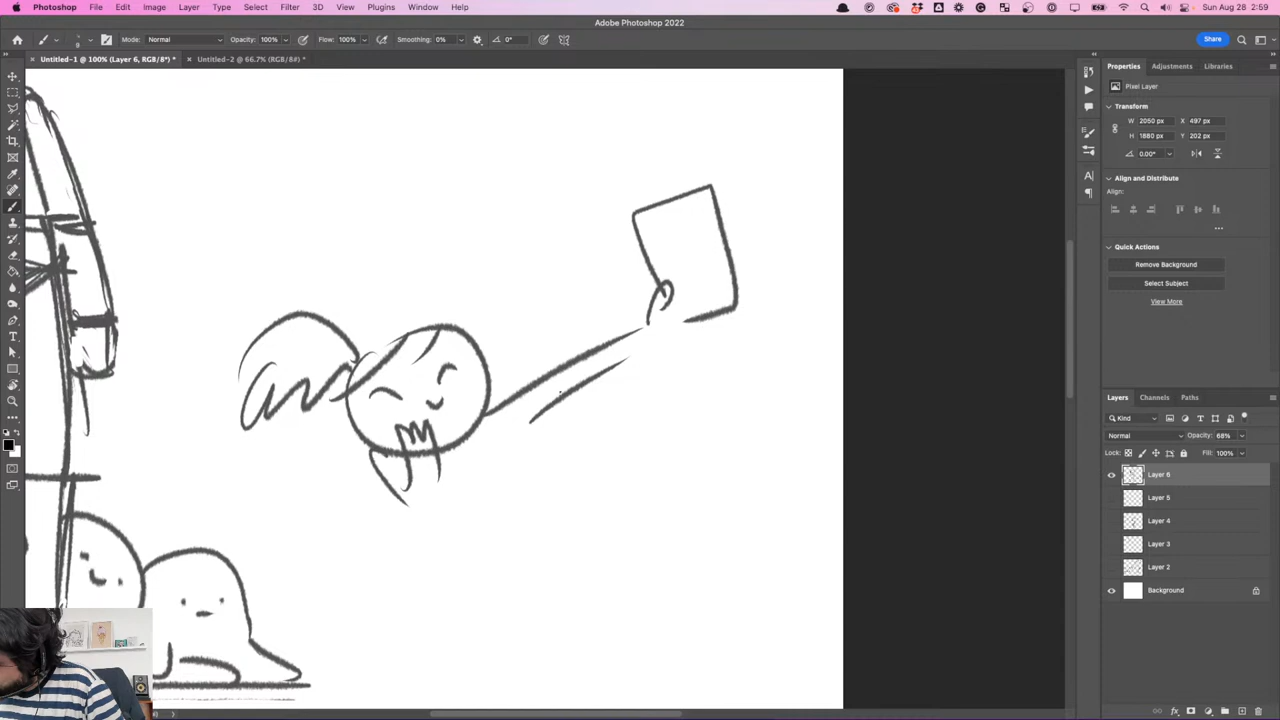 Photoshop File Edit Image Layer Type Select Filter 3D View Plugins Window Help Sun Aug 28 2:59
Adobe Photoshop 2022
Mode: Normal Opacity: 100% Flow: 100% Smoothing: 0% 0° Share
Untitled-1 @ 100% (Layer 6, RGB/8*) * Untitled-2 @ 66.7% (RGB/8#) *
Properties Adjustments Libraries
Pixel Layer
Transform
W 2050 px X 497 px
H 1880 px Y 202 px
0.00°
Align and Distribute
Align:
Quick Actions
Remove Background
Select Subject
View More
Layers Channels Paths
Kind
Normal Opacity: 68%
Lock: Fill: 100%
Layer 6
Layer 5
Layer 4
Layer 3
Layer 2
Background